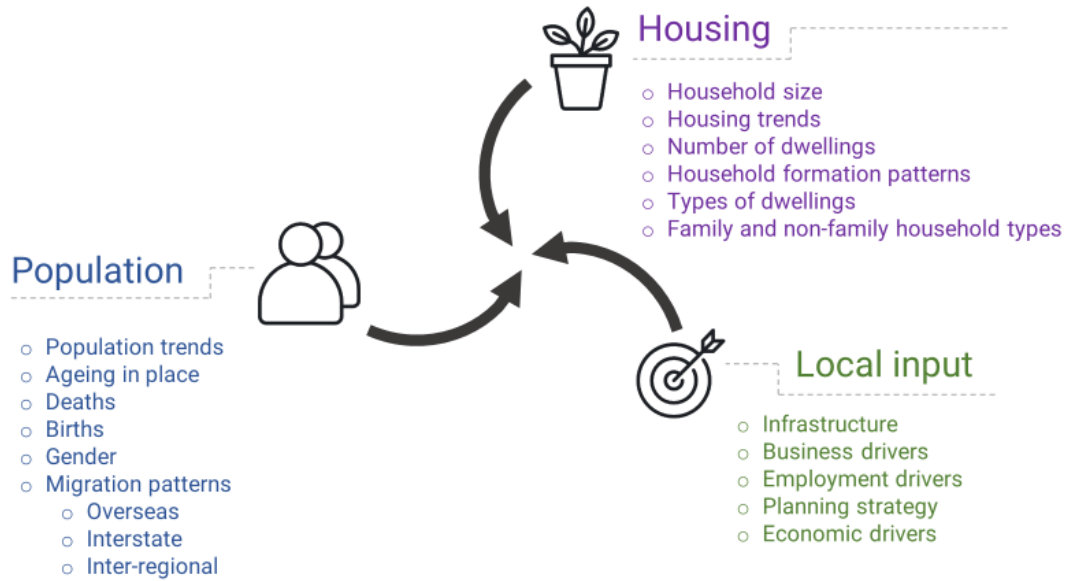 Housing
Household size
Housing trends
Number of dwellings
Household formation patterns
Types of dwellings
Family and non-family household types
Population
Population trends
Ageing in place
Deaths
Births
Gender
Migration patterns
Overseas
Interstate
Inter-regional
Local input
Infrastructure
Business drivers
Employment drivers
Planning strategy
Economic drivers